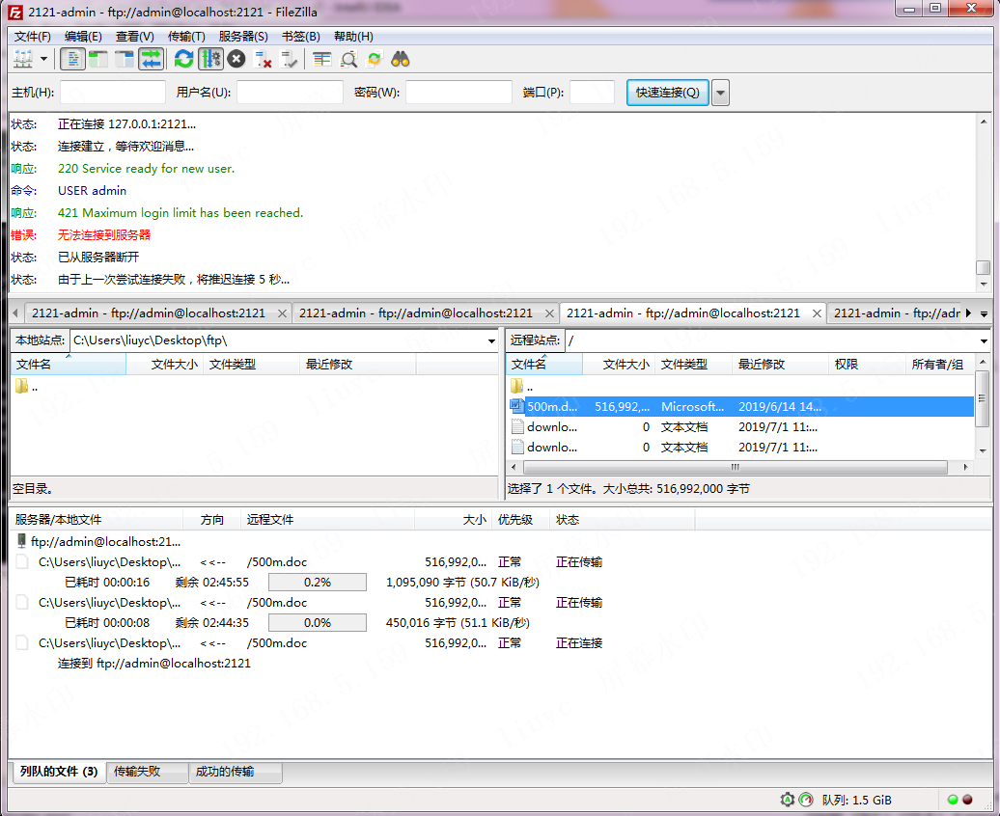 2121-admin - ftp://admin@localhost:2121 - FileZilla
文件(F) 编辑(E) 查看(V) 传输(T) 服务器(S) 书签(B) 帮助(H)
主机(H): 用户名(U): 密码(W): 端口(P): 快速连接(Q)
状态: 正在连接 127.0.0.1:2121...
状态: 连接建立，等待欢迎消息...
响应: 220 Service ready for new user.
命令: USER admin
响应: 421 Maximum login limit has been reached.
错误: 无法连接到服务器
状态: 已从服务器断开
状态: 由于上一次尝试连接失败，将推迟连接 5 秒...
2121-admin - ftp://admin@localhost:2121 2121-admin - ftp://admin@localhost:2121 2121-admin - ftp://admin@localhost:2121 2121-admin - ftp://adn
本地站点: C:\Users\liuyc\Desktop\ftp\
远程站点: /
文件名 文件大小 文件类型 最近修改
..
空目录。
文件名 文件大小 文件类型 最近修改 权限 所有者/组
..
500m.d... 516,992,... Microsoft... 2019/6/14 14...
downlo... 0 文本文档 2019/7/1 11:...
downlo... 0 文本文档 2019/7/1 11:...
选择了 1 个文件。大小总共: 516,992,000 字节
服务器/本地文件 方向 远程文件 大小 优先级 状态
ftp://admin@localhost:21...
C:\Users\liuyc\Desktop\... <<-- /500m.doc 516,992,0... 正常 正在传输
已耗时 00:00:16 剩余 02:45:55 0.2% 1,095,090 字节 (50.7 KiB/秒)
C:\Users\liuyc\Desktop\... <<-- /500m.doc 516,992,0... 正常 正在传输
已耗时 00:00:08 剩余 02:44:35 0.0% 450,016 字节 (51.1 KiB/秒)
C:\Users\liuyc\Desktop\... <<-- /500m.doc 516,992,0... 正常 正在连接
连接到 ftp://admin@localhost:2121
列队的文件 (3) 传输失败 成功的传输
队列: 1.5 GiB
屏幕水印
192.168.5.159
liuyc